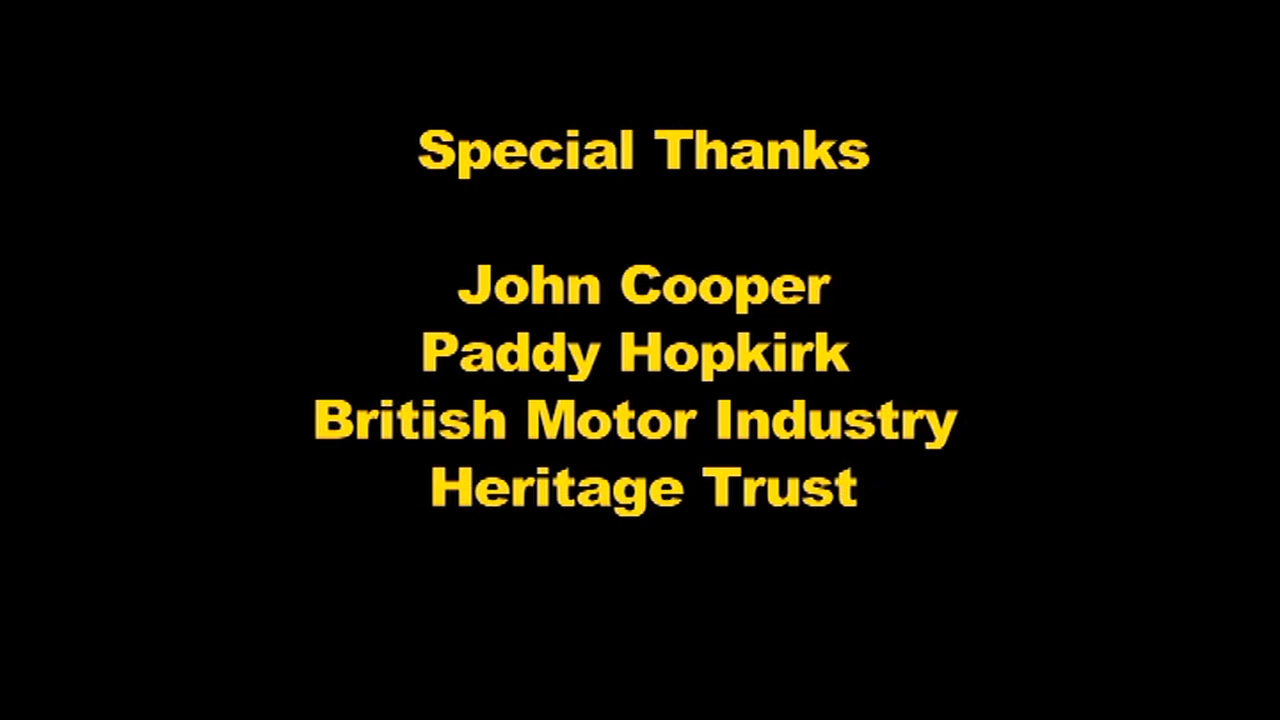 Special Thanks
John Cooper
Paddy Hopkirk
British Motor Industry
Heritage Trust